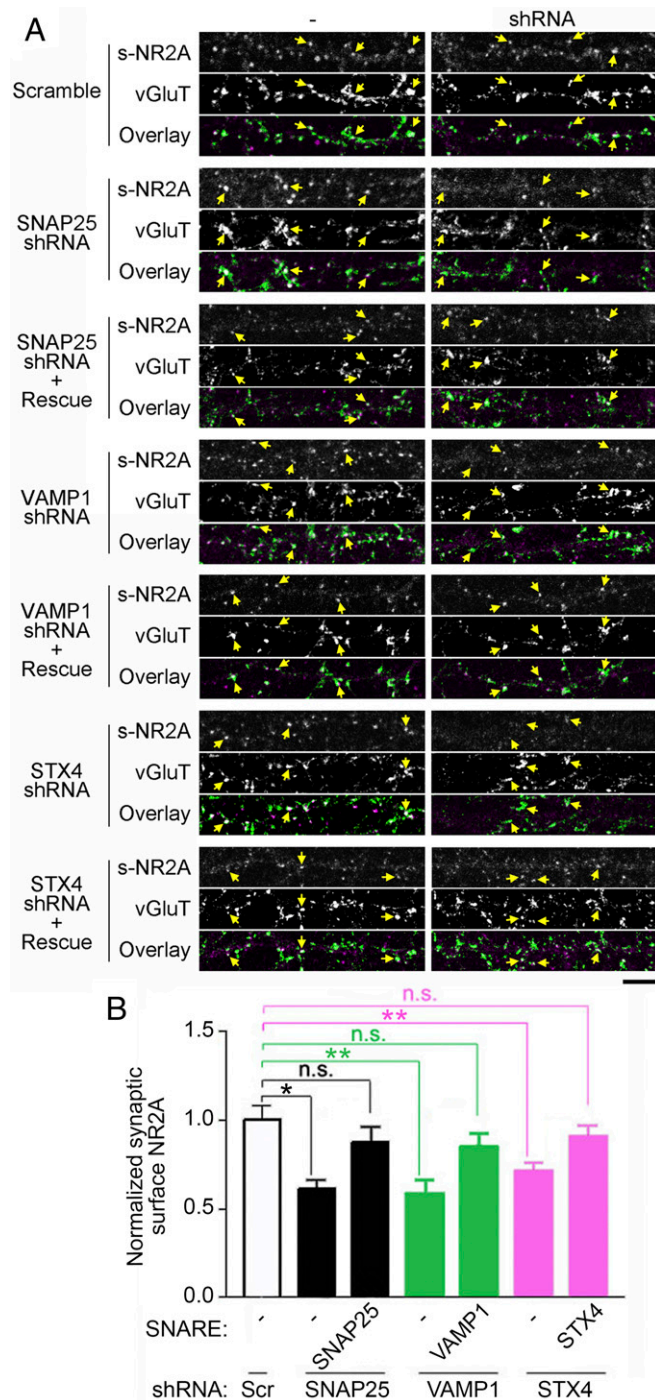 A
- shRNA
Scramble
s-NR2A
vGluT
Overlay
SNAP25
shRNA
s-NR2A
vGluT
Overlay
SNAP25
shRNA
+
Rescue
s-NR2A
vGluT
Overlay
VAMP1
shRNA
s-NR2A
vGluT
Overlay
VAMP1
shRNA
+
Rescue
s-NR2A
vGluT
Overlay
STX4
shRNA
s-NR2A
vGluT
Overlay
STX4
shRNA
+
Rescue
s-NR2A
vGluT
Overlay
B
n.s.
**
n.s.
**
n.s.
*
Normalized synaptic
surface NR2A
1.5
1.0
0.5
0.0
SNARE: - - SNAP25 - VAMP1 - STX4
shRNA: Scr SNAP25 VAMP1 STX4